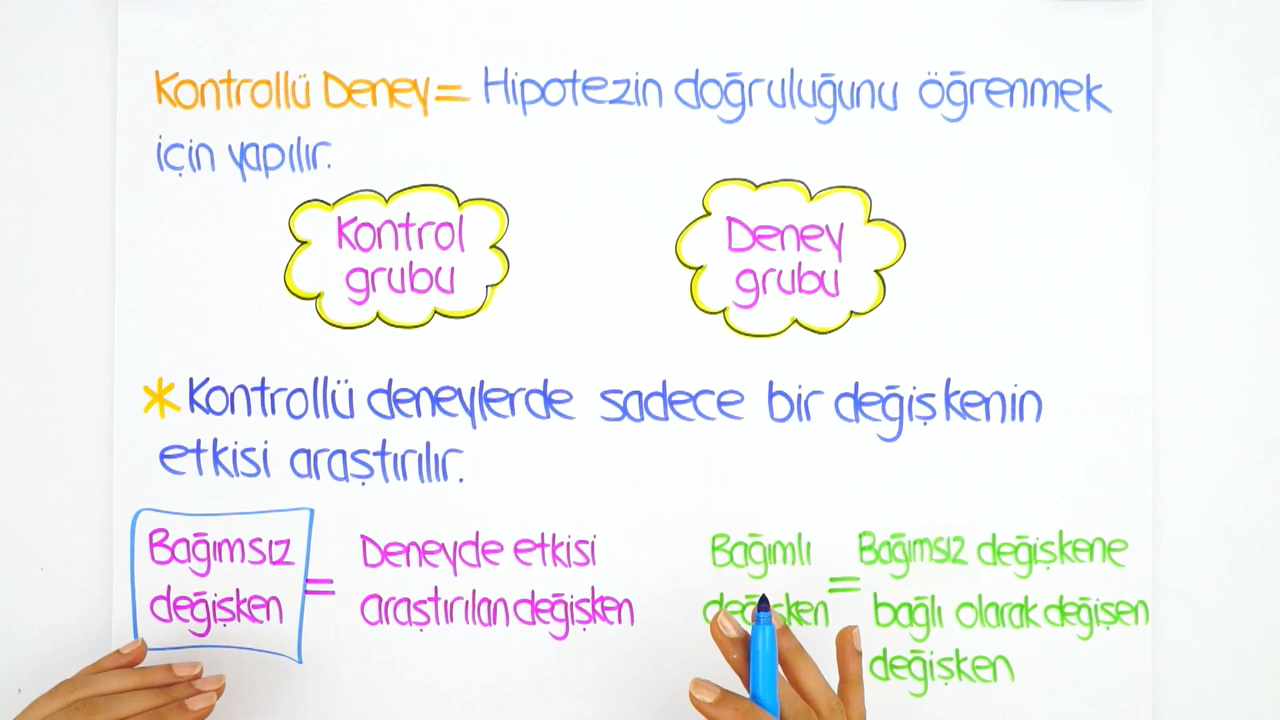 Kontrollü Deney = Hipotezin doğruluğunu öğrenmek
için yapılır.
Kontrol
grubu
Deney
grubu
* Kontrollü deneylerde sadece bir değişkenin
etkisi araştırılır.
Bağımsız
değişken
=
Deneyde etkisi
araştırılan değişken
Bağımlı
değişken
=
Bağımsız değişkene
bağlı olarak değişen
değişken